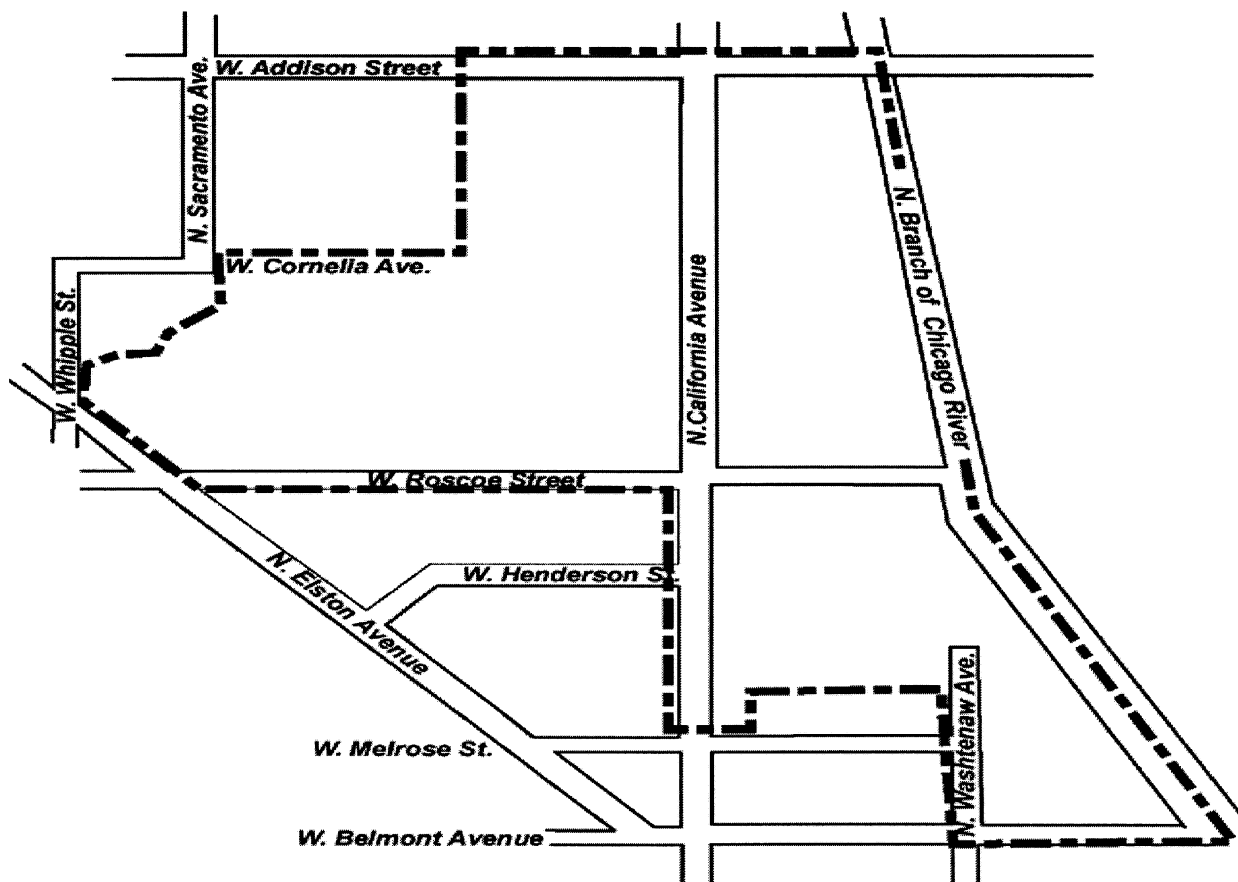 W. Addison Street
N. Sacramento Ave.
W. Cornelia Ave.
N. Branch of Chicago River
W. Whipple St.
N.California Avenue
W. Roscoe Street
W. Henderson St.
N. Elston Avenue
N. Washtenaw Ave.
W. Melrose St.
W. Belmont Avenue